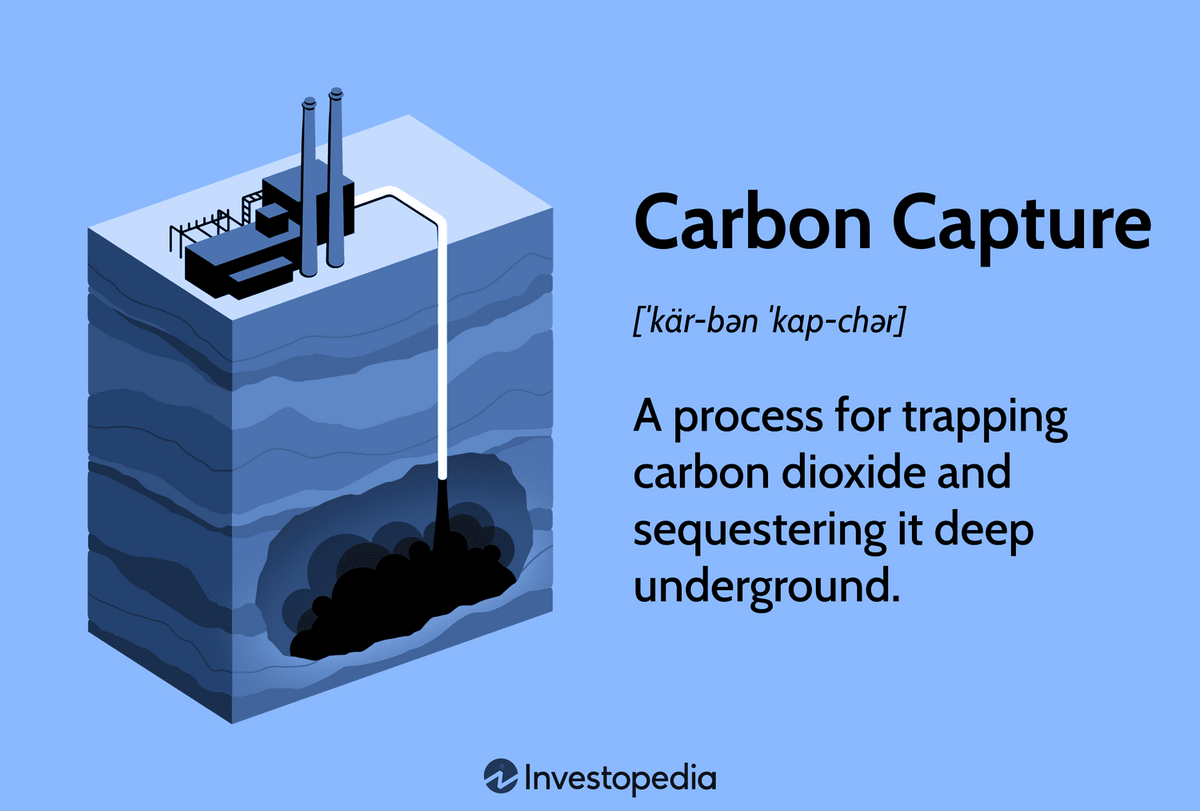 Carbon Capture
[ˈkär-bən ˈkap-chər]
A process for trapping
carbon dioxide and
sequestering it deep
underground.
Investopedia